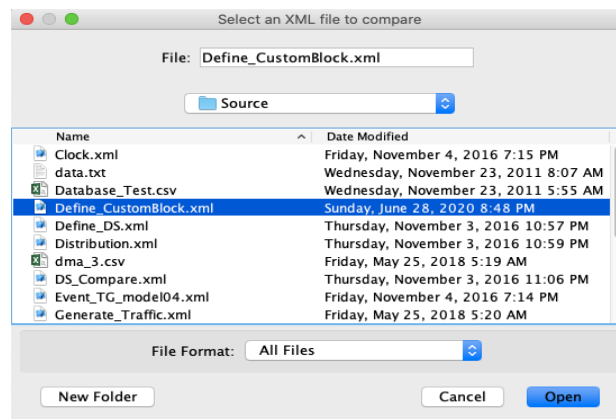 Select an XML file to compare
File: Define_CustomBlock.xml
Source
Name Date Modified
Clock.xml Friday, November 4, 2016 7:15 PM
data.txt Wednesday, November 23, 2011 8:07 AM
Database_Test.csv Wednesday, November 23, 2011 5:55 AM
Define_CustomBlock.xml Sunday, June 28, 2020 8:48 PM
Define_DS.xml Thursday, November 3, 2016 10:57 PM
Distribution.xml Thursday, November 3, 2016 10:59 PM
dma_3.csv Friday, May 25, 2018 5:19 AM
DS_Compare.xml Thursday, November 3, 2016 11:06 PM
Event_TG_model04.xml Friday, November 4, 2016 7:14 PM
Generate_Traffic.xml Friday, May 25, 2018 5:20 AM
File Format: All Files
New Folder Cancel Open